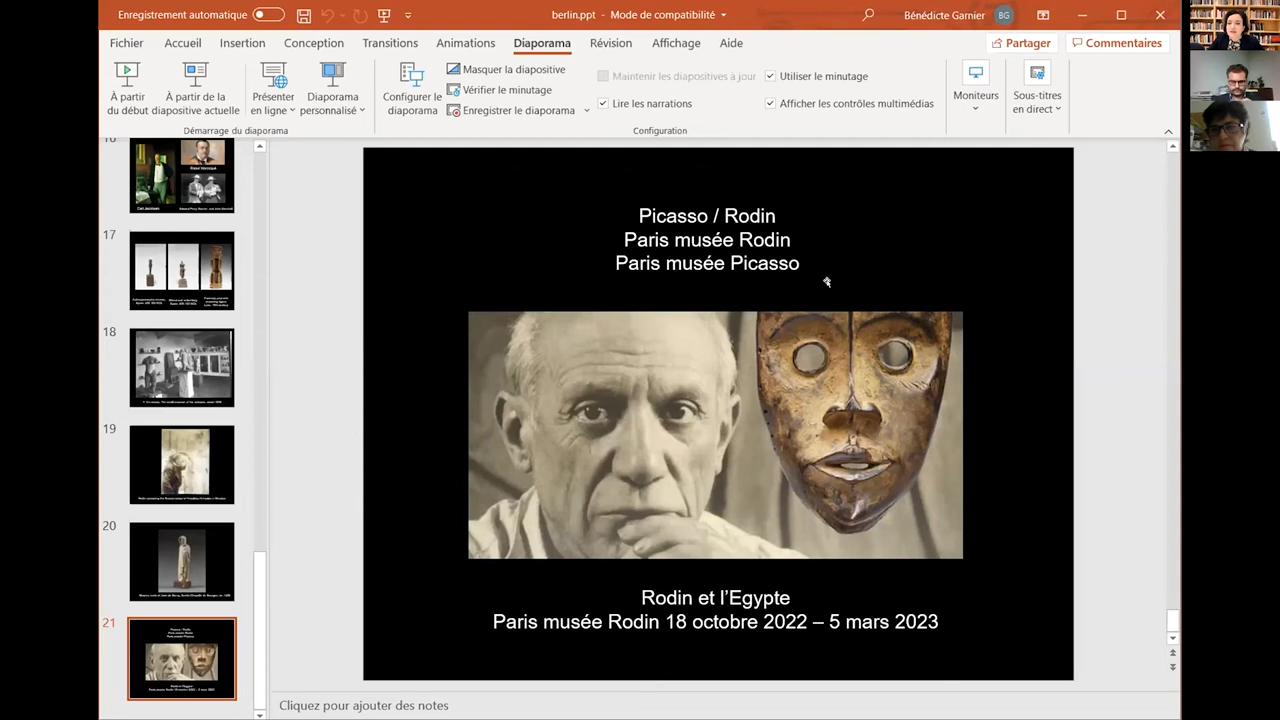 Enregistrement automatique
berlin.ppt - Mode de compatibilité
Bénédicte Garnier
BG
Fichier
Accueil
Insertion
Conception
Transitions
Animations
Diaporama
Révision
Affichage
Aide
Partager
Commentaires
À partir du début
À partir de la diapositive actuelle
Présenter en ligne
Diaporama personnalisé
Démarrage du diaporama
Configurer le diaporama
Masquer la diapositive
Vérifier le minutage
Enregistrer le diaporama
Maintenir les diapositives à jour
Lire les narrations
Utiliser le minutage
Afficher les contrôles multimédias
Configuration
Moniteurs
Sous-titres en direct
17
18
19
20
21
Picasso / Rodin
Paris musée Rodin
Paris musée Picasso
Rodin et l'Egypte
Paris musée Rodin 18 octobre 2022 – 5 mars 2023
Cliquez pour ajouter des notes